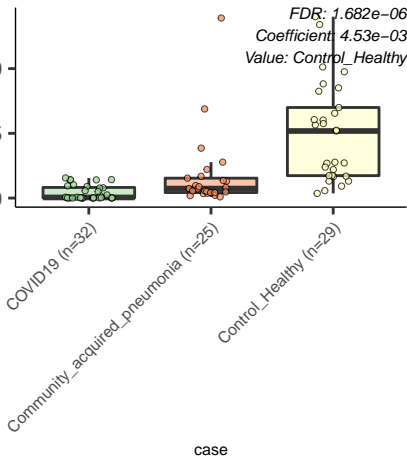 FDR: 1.682e−06
Coefficient: 4.53e−03
Value: Control_Healthy
COVID19 (n=32)
Community_acquired_pneumonia (n=25)
Control_Healthy (n=29)
case